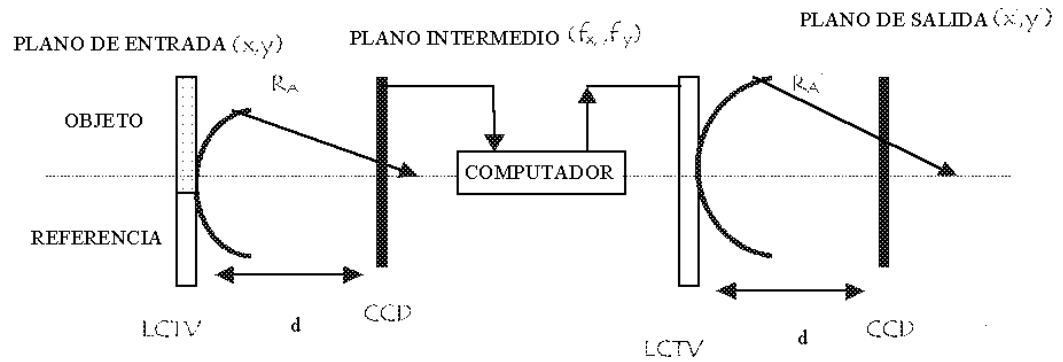 PLANO DE ENTRADA (x,y)
PLANO INTERMEDIO (fx, fy)
PLANO DE SALIDA (x',y')
RA
RA
OBJETO
COMPUTADOR
REFERENCIA
d
d
LCTV
CCD
LCTV
CCD